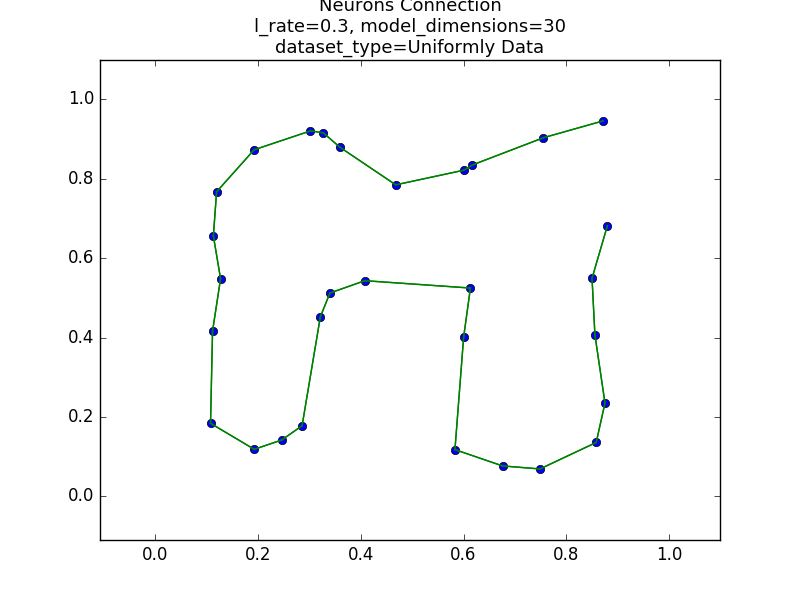 Neurons Connection
l_rate=0.3, model_dimensions=30
dataset_type=Uniformly Data
1.0
0.8
0.6
0.4
0.2
0.0
0.0 0.2 0.4 0.6 0.8 1.0